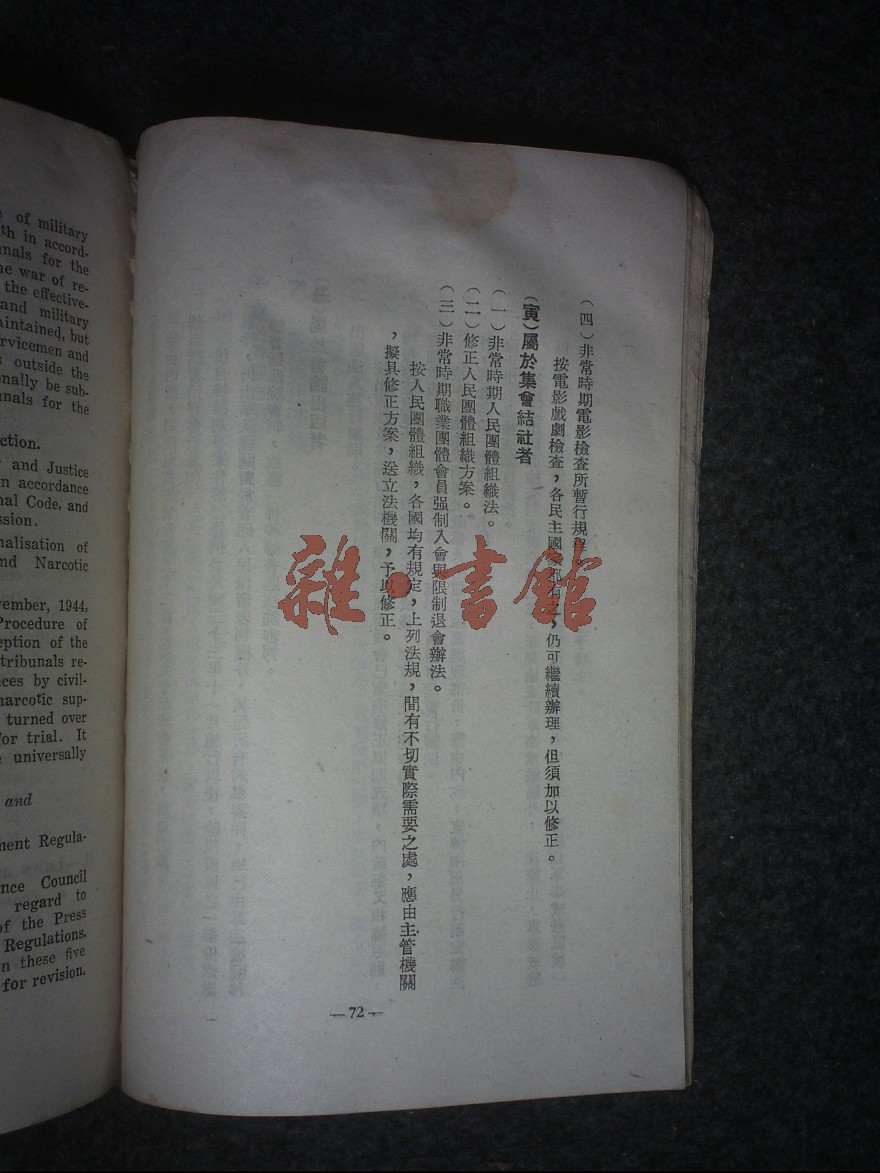 of military
th in accord-
unals for the
he war of re-
the effective-
and military
aintained, but
rvicemen and
outside the
onally be sub-
unals for the
ction.
and Justice
in accordance
nal Code, and
ssion.
nalisation of
nd Narcotic
vember, 1944,
Procedure of
eption of the
tribunals re-
ces by civil-
narcotic sup-
turned over
for trial. It
universally
and
ment Regula-
ence Council
regard to
of the Press
Regulations.
n these five
for revision.
(四)非常時期電影檢查所暫行規
按電影戲劇檢查,各民主國,仍可繼續辦理,但須加以修正。
(寅)屬於集會結社者
(一)非常時期人民團體組織法。
(二)修正人民團體組織方案。
(三)非常時期職業團體會員强制入會與限制退會辦法。
按人民團體組織,各國均有規定,上列法規,間有不切實際需要之處,應由主管機關
,擬具修正方案,送立法機關,予以修正。
—72—
雜·書館